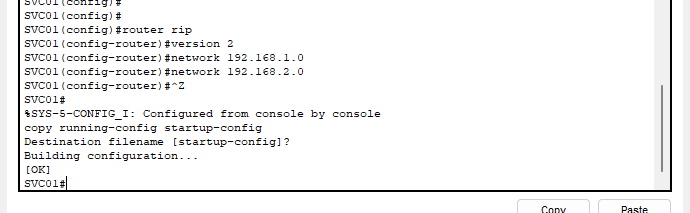 SVC01(config)#
SVC01(config)#
SVC01(config)#router rip
SVC01(config-router)#version 2
SVC01(config-router)#network 192.168.1.0
SVC01(config-router)#network 192.168.2.0
SVC01(config-router)#^Z
SVC01#
%SYS-5-CONFIG_I: Configured from console by console
copy running-config startup-config
Destination filename [startup-config]?
Building configuration...
[OK]
SVC01#
Copy Paste